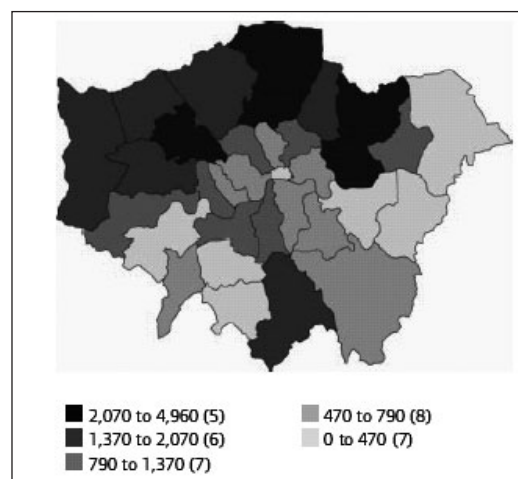 2,070 to 4,960 (5)
1,370 to 2,070 (6)
790 to 1,370 (7)
470 to 790 (8)
0 to 470 (7)